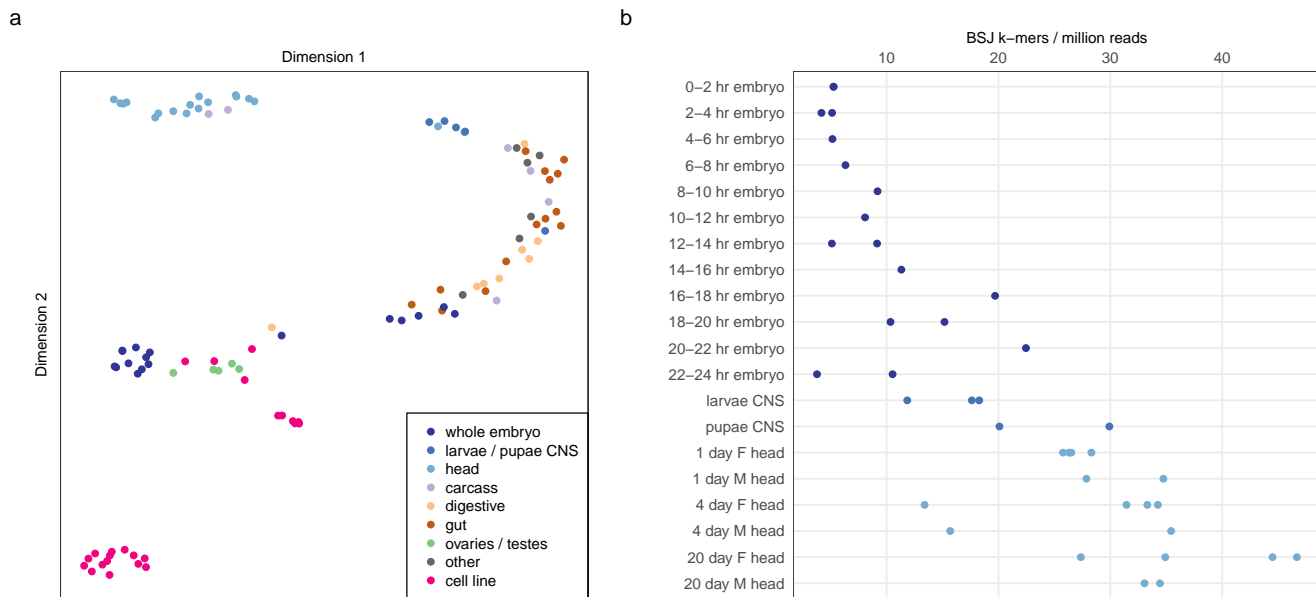 a
Dimension 1
Dimension 2
whole embryo
larvae / pupae CNS
head
carcass
digestive
gut
ovaries / testes
other
cell line
b
BSJ k−mers / million reads
10 20 30 40
0−2 hr embryo
2−4 hr embryo
4−6 hr embryo
6−8 hr embryo
8−10 hr embryo
10−12 hr embryo
12−14 hr embryo
14−16 hr embryo
16−18 hr embryo
18−20 hr embryo
20−22 hr embryo
22−24 hr embryo
larvae CNS
pupae CNS
1 day F head
1 day M head
4 day F head
4 day M head
20 day F head
20 day M head